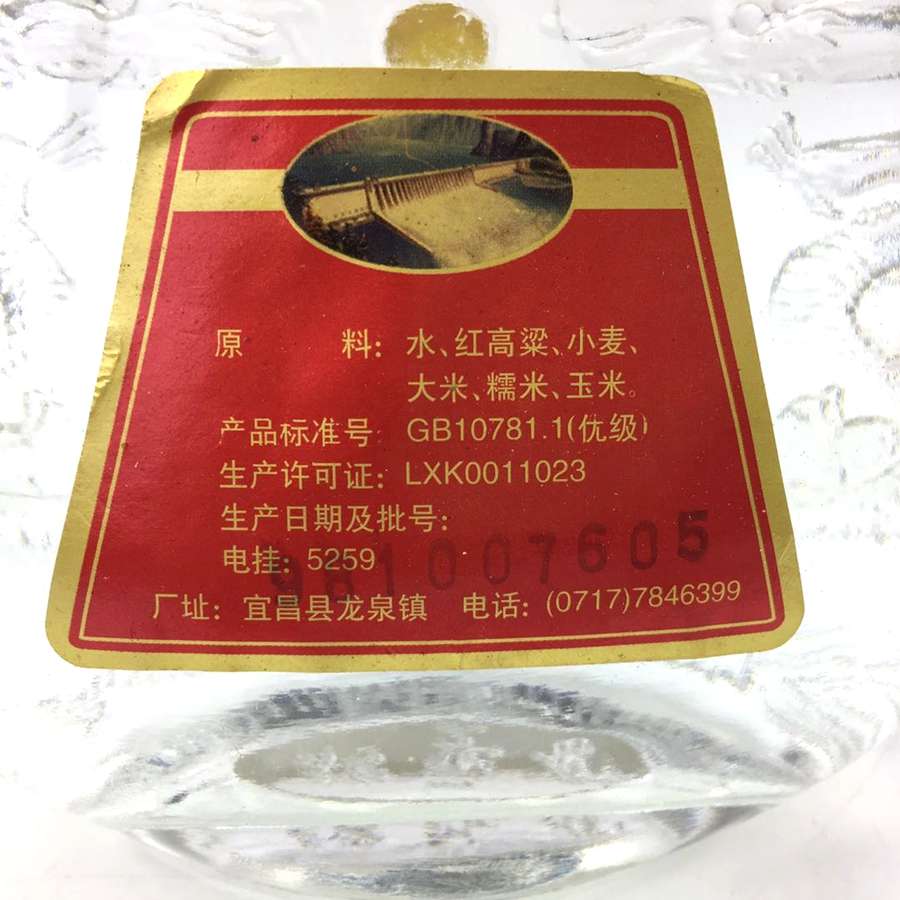 原 料：水、红高粱、小麦、
大米、糯米、玉米。
产品标准号：GB10781.1(优级)
生产许可证：LXK0011023
生产日期及批号：
981007605
电挂：5259
厂址：宜昌县龙泉镇 电话：(0717)7846399